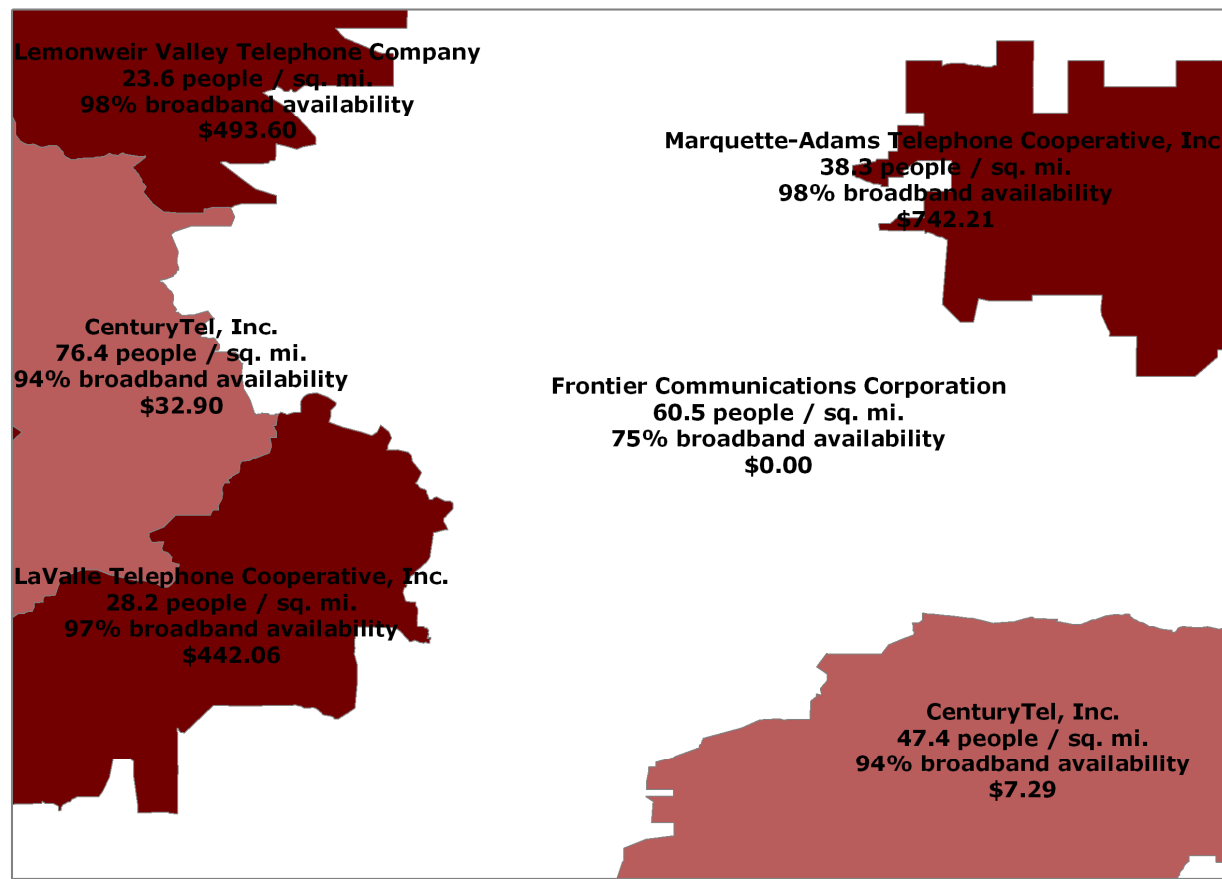 Lemonweir Valley Telephone Company
23.6 people / sq. mi.
98% broadband availability
$493.60
Marquette-Adams Telephone Cooperative, Inc
38.3 people / sq. mi.
98% broadband availability
$742.21
CenturyTel, Inc.
76.4 people / sq. mi.
94% broadband availability
$32.90
Frontier Communications Corporation
60.5 people / sq. mi.
75% broadband availability
$0.00
LaValle Telephone Cooperative, Inc.
28.2 people / sq. mi.
97% broadband availability
$442.06
CenturyTel, Inc.
47.4 people / sq. mi.
94% broadband availability
$7.29